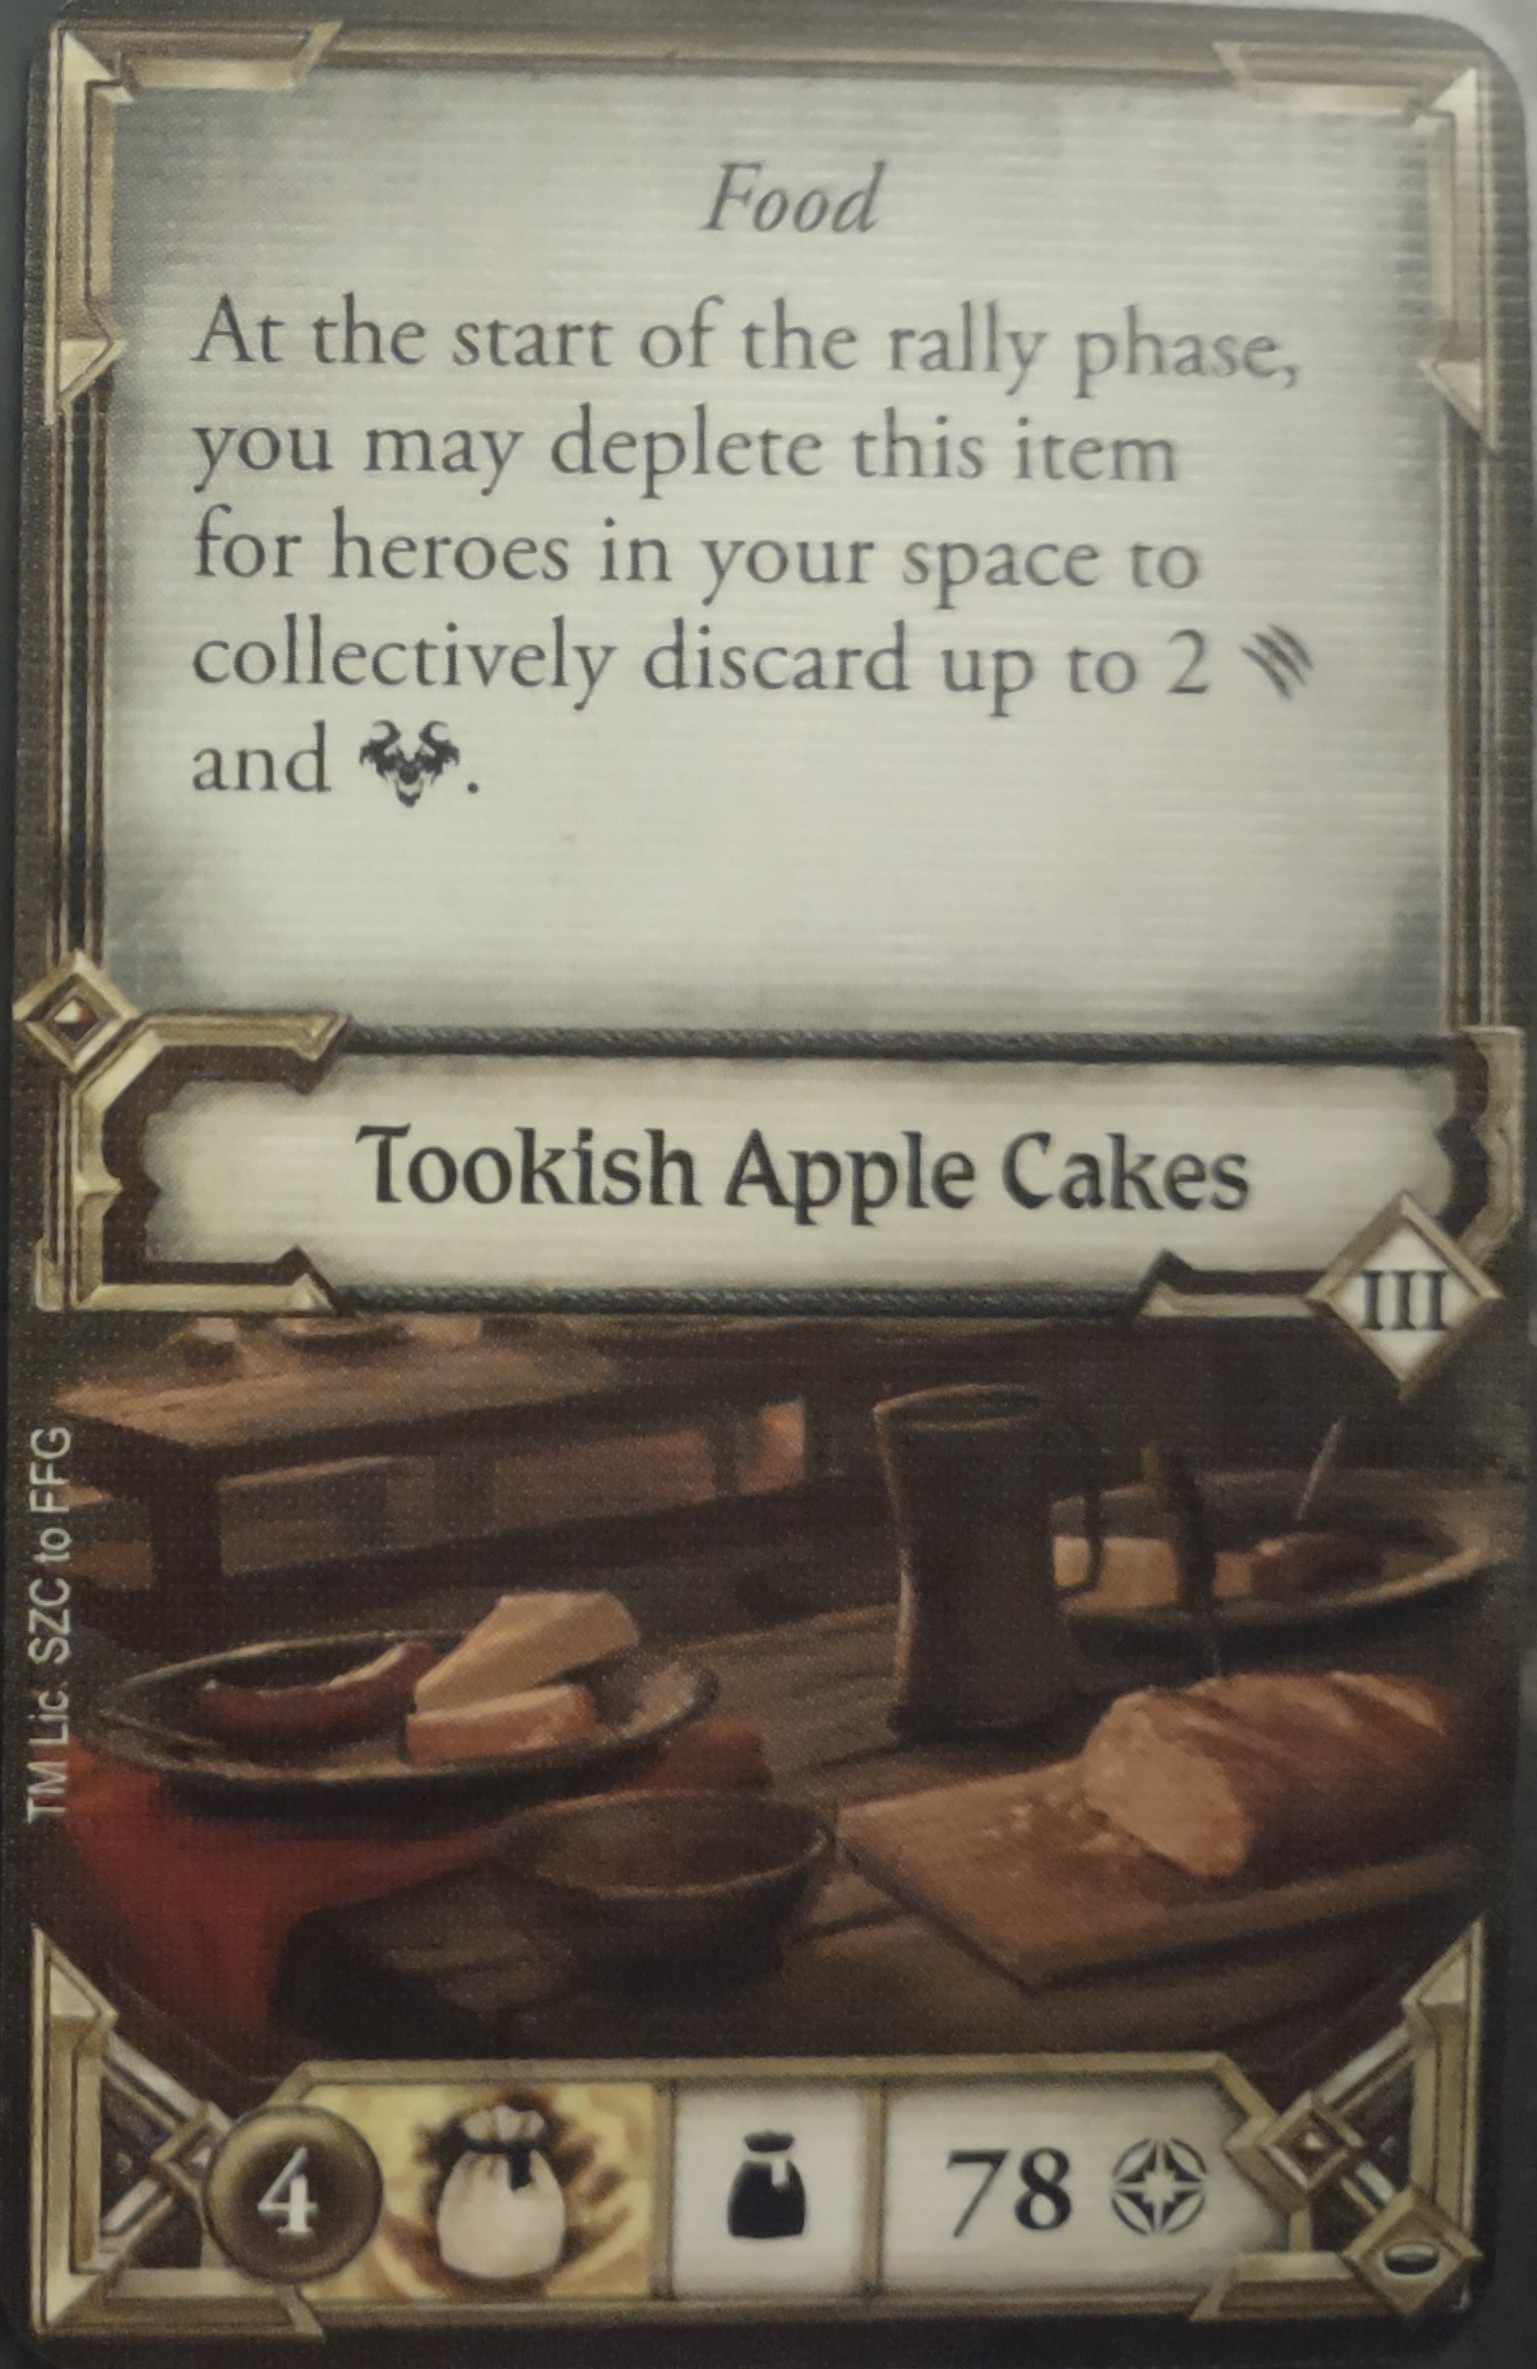 Food
At the start of the rally phase,
you may deplete this item
for heroes in your space to
collectively discard up to 2
and .
Tookish Apple Cakes
III
TM Lic. SZC to FFG
4
78